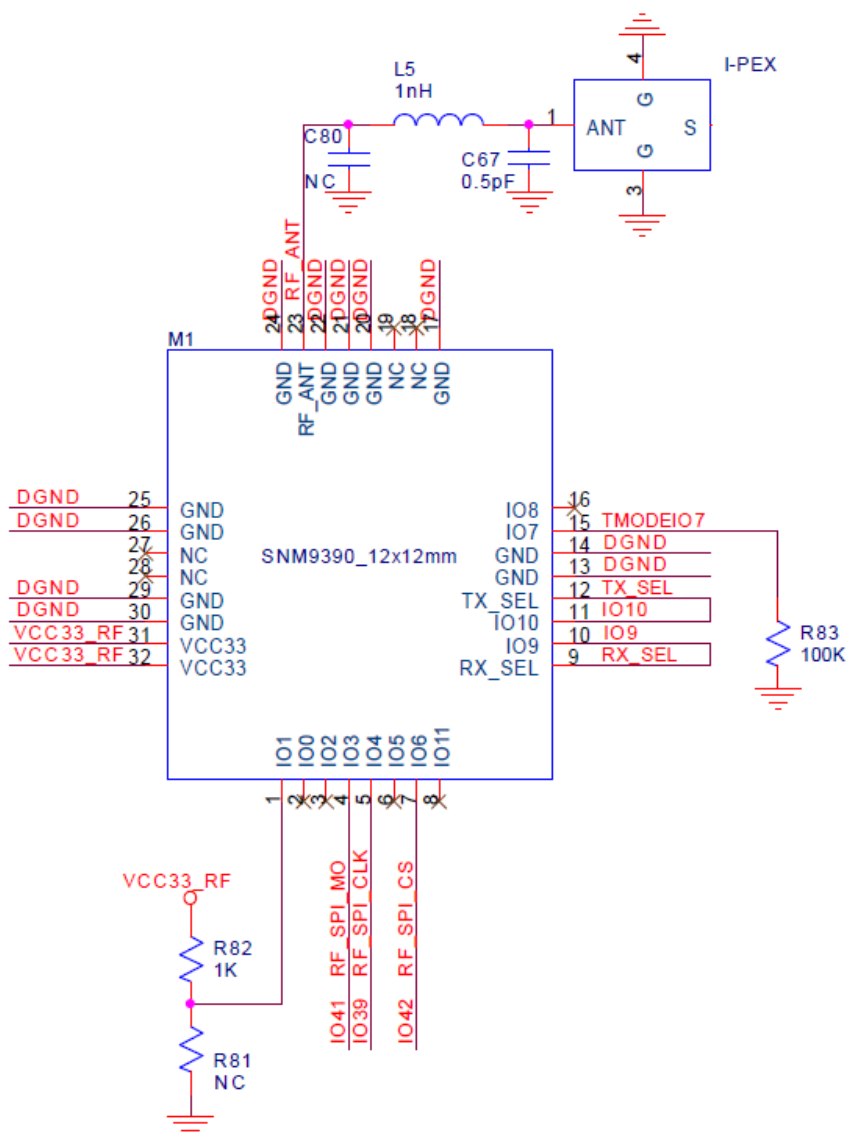 I-PEX
L5
1nH
4
G
ANT
S
G
1
3
C80
NC
C67
0.5pF
DGND
RF_ANT
DGND
DGND
DGND
DGND
24
23
22
21
20
19
18
17
M1
GND
RF_ANT
GND
GND
GND
NC
NC
GND
SNM9390_12x12mm
DGND 25 GND
DGND 26 GND
27 NC
28 NC
DGND 29 GND
DGND 30 GND
VCC33_RF 31 VCC33
VCC33_RF 32 VCC33
IO8 16
IO7 15 TMODEIO7
GND 14 DGND
GND 13 DGND
TX_SEL 12 TX_SEL
IO10 11 IO10
IO9 10 IO9
RX_SEL 9 RX_SEL
R83
100K
IO1
IO0
IO2
IO3
IO4
IO5
IO6
IO11
1
2
3
4
5
6
7
8
IO41 RF_SPI_MO
IO39 RF_SPI_CLK
IO42 RF_SPI_CS
VCC33_RF
R82
1K
R81
NC